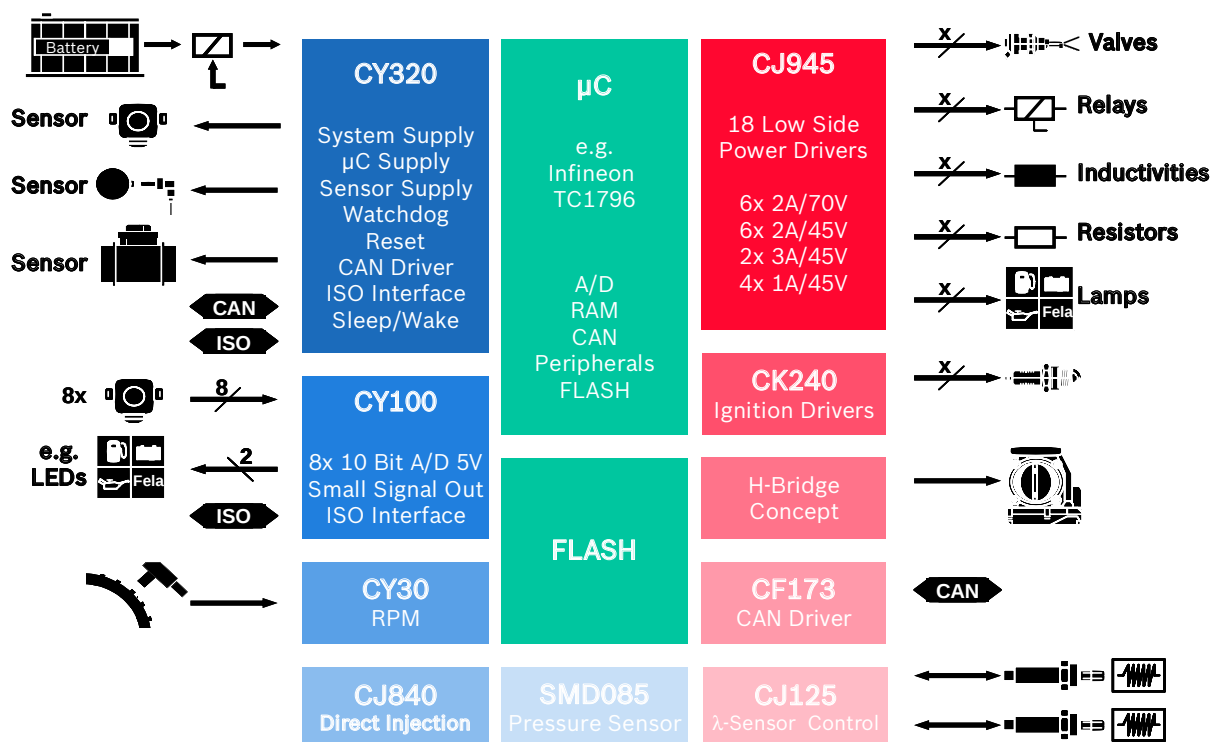 Battery
Sensor
Sensor
Sensor
CAN
ISO
8x
8
e.g.
LEDs
Fela
2
ISO
CY320
System Supply
µC Supply
Sensor Supply
Watchdog
Reset
CAN Driver
ISO Interface
Sleep/Wake
CY100
8x 10 Bit A/D 5V
Small Signal Out
ISO Interface
CY30
RPM
CJ840
Direct Injection
µC
e.g.
Infineon
TC1796
A/D
RAM
CAN
Peripherals
FLASH
FLASH
SMD085
Pressure Sensor
CJ945
18 Low Side
Power Drivers
6x 2A/70V
6x 2A/45V
2x 3A/45V
4x 1A/45V
CK240
Ignition Drivers
H-Bridge
Concept
CF173
CAN Driver
CJ125
λ-Sensor Control
x
Valves
x
Relays
x
Inductivities
x
Resistors
x
Lamps
Fela
x
CAN